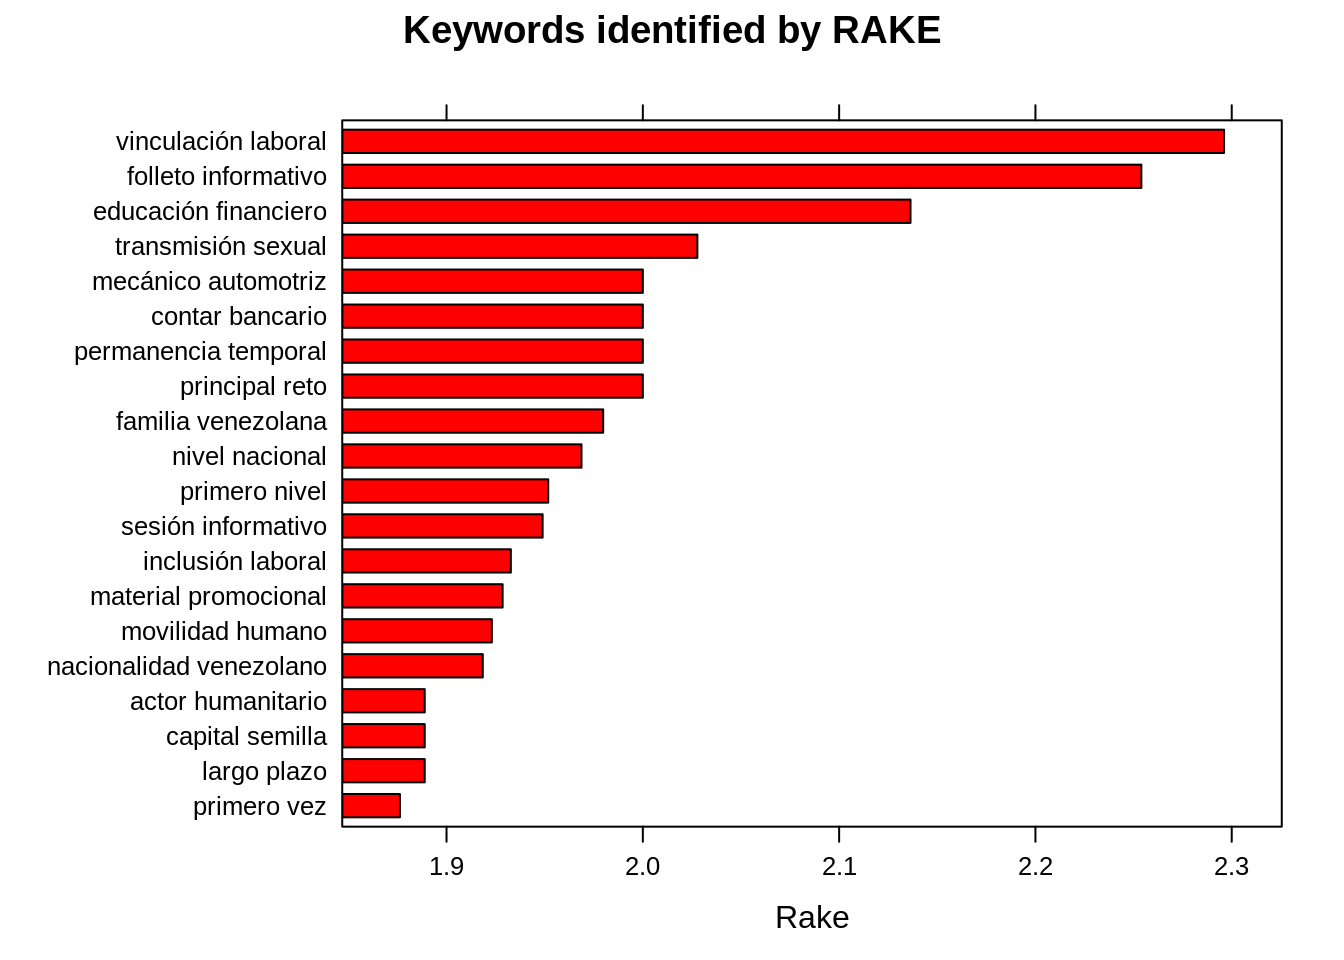 Keywords identified by RAKE
vinculación laboral
folleto informativo
educación financiero
transmisión sexual
mecánico automotriz
contar bancario
permanencia temporal
principal reto
familia venezolana
nivel nacional
primero nivel
sesión informativo
inclusión laboral
material promocional
movilidad humano
nacionalidad venezolano
actor humanitario
capital semilla
largo plazo
primero vez
1.9 2.0 2.1 2.2 2.3
Rake